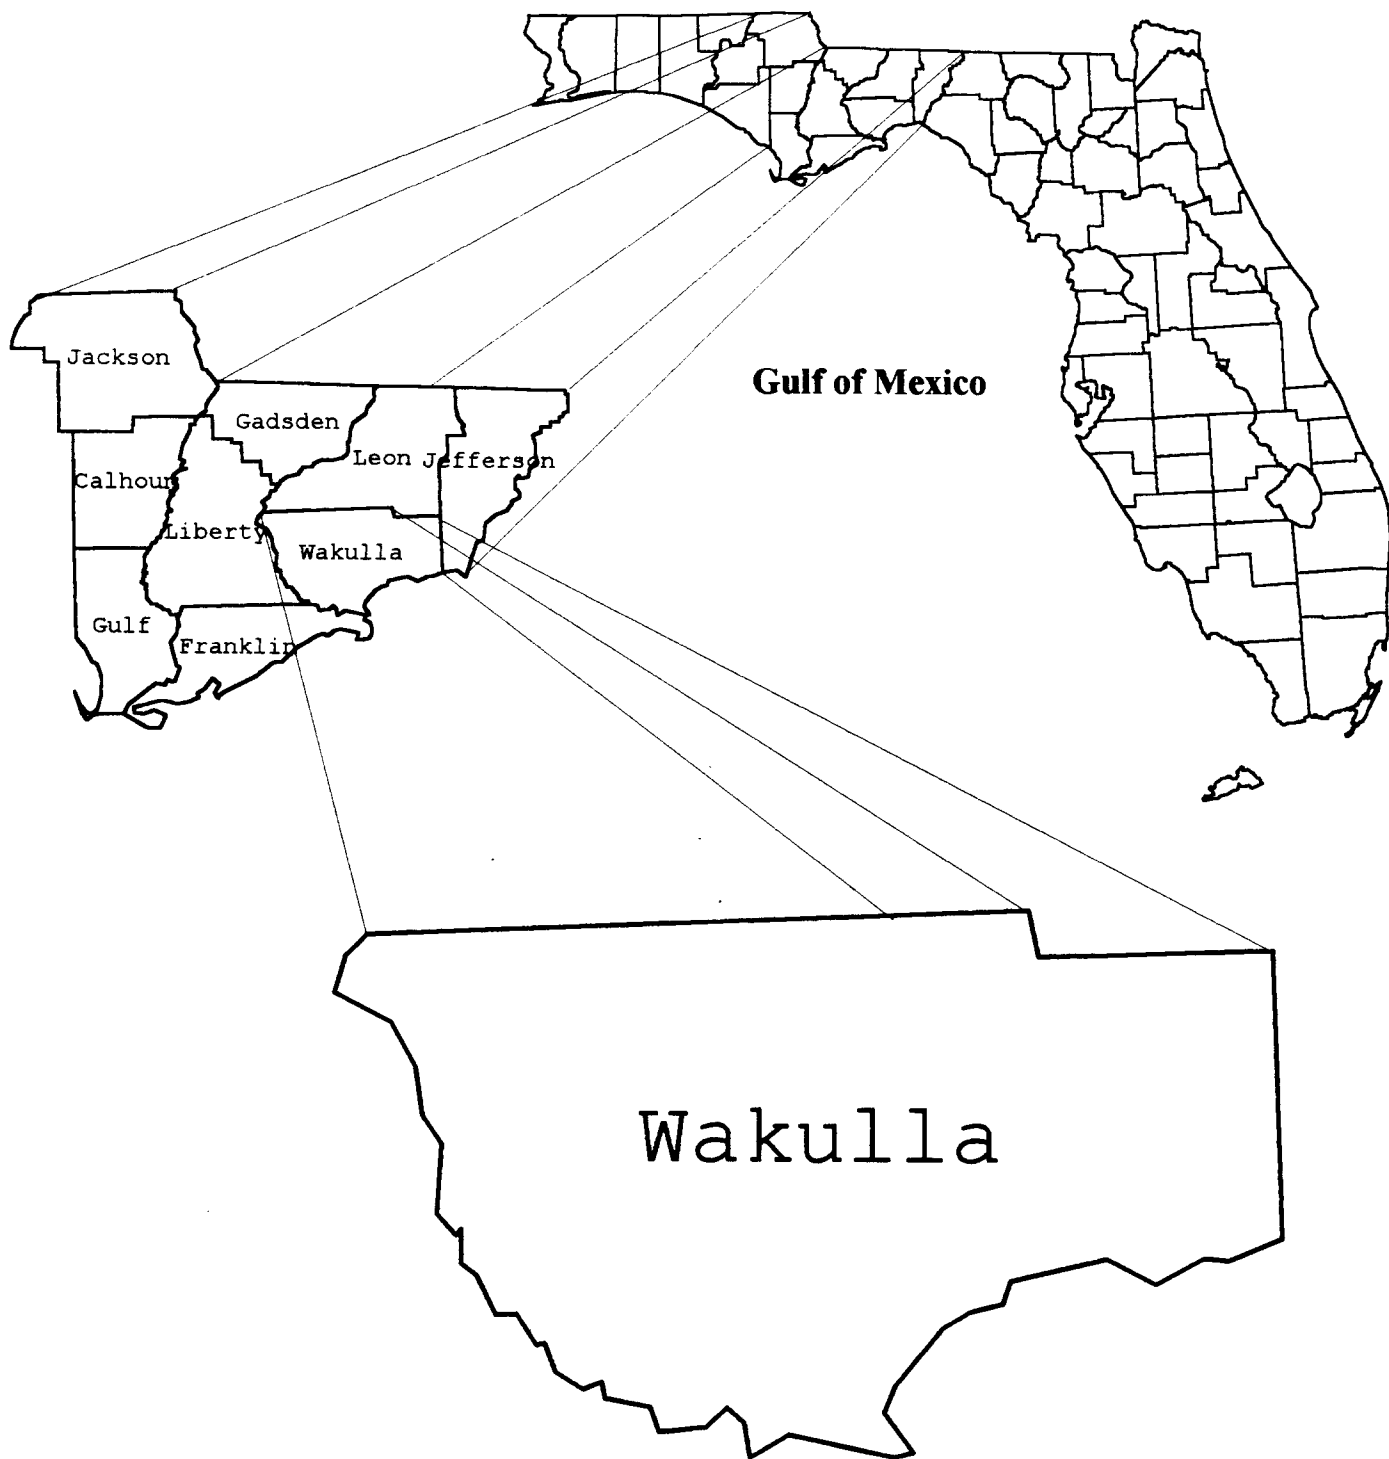 Jackson
Gulf of Mexico
Gadsden
Leon
Jefferson
Calhoun
Liberty
Wakulla
Gulf
Franklin
Wakulla